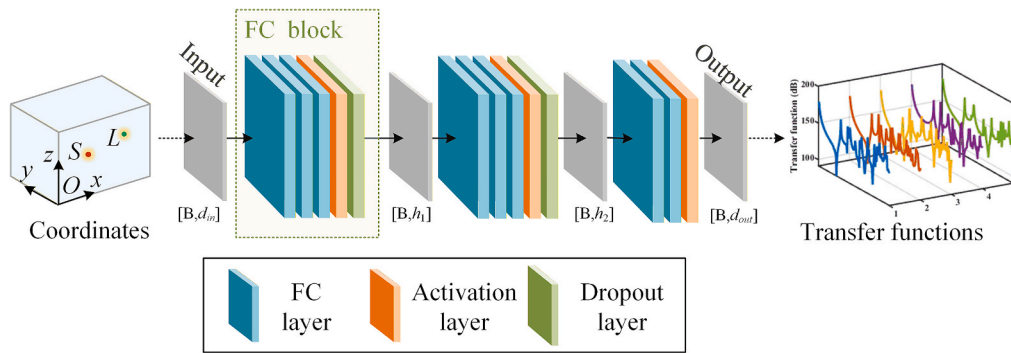 FC block
Input
Output
S
L
z
y
O
x
Coordinates
[B,d_in]
[B,h_1]
[B,h_2]
[B,d_out]
Transfer function (dB)
200
150
100
1
2
3
4
Transfer functions
FC
layer
Activation
layer
Dropout
layer